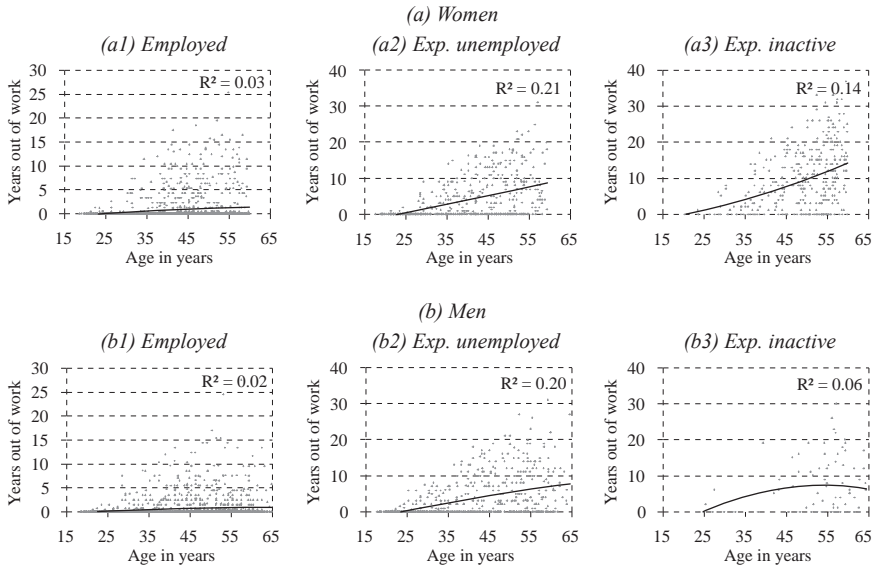 (a) Women
(a1) Employed
(a2) Exp. unemployed
(a3) Exp. inactive
Years out of work
30
25
20
15
10
5
0
R² = 0.03
15 25 35 45 55 65
Age in years
Years out of work
40
30
20
10
0
R² = 0.21
15 25 35 45 55 65
Age in years
Years out of work
40
30
20
10
0
R² = 0.14
15 25 35 45 55 65
Age in years
(b) Men
(b1) Employed
(b2) Exp. unemployed
(b3) Exp. inactive
Years out of work
30
25
20
15
10
5
0
R² = 0.02
15 25 35 45 55 65
Age in years
Years out of work
40
30
20
10
0
R² = 0.20
15 25 35 45 55 65
Age in years
Years out of work
40
30
20
10
0
R² = 0.06
15 25 35 45 55 65
Age in years